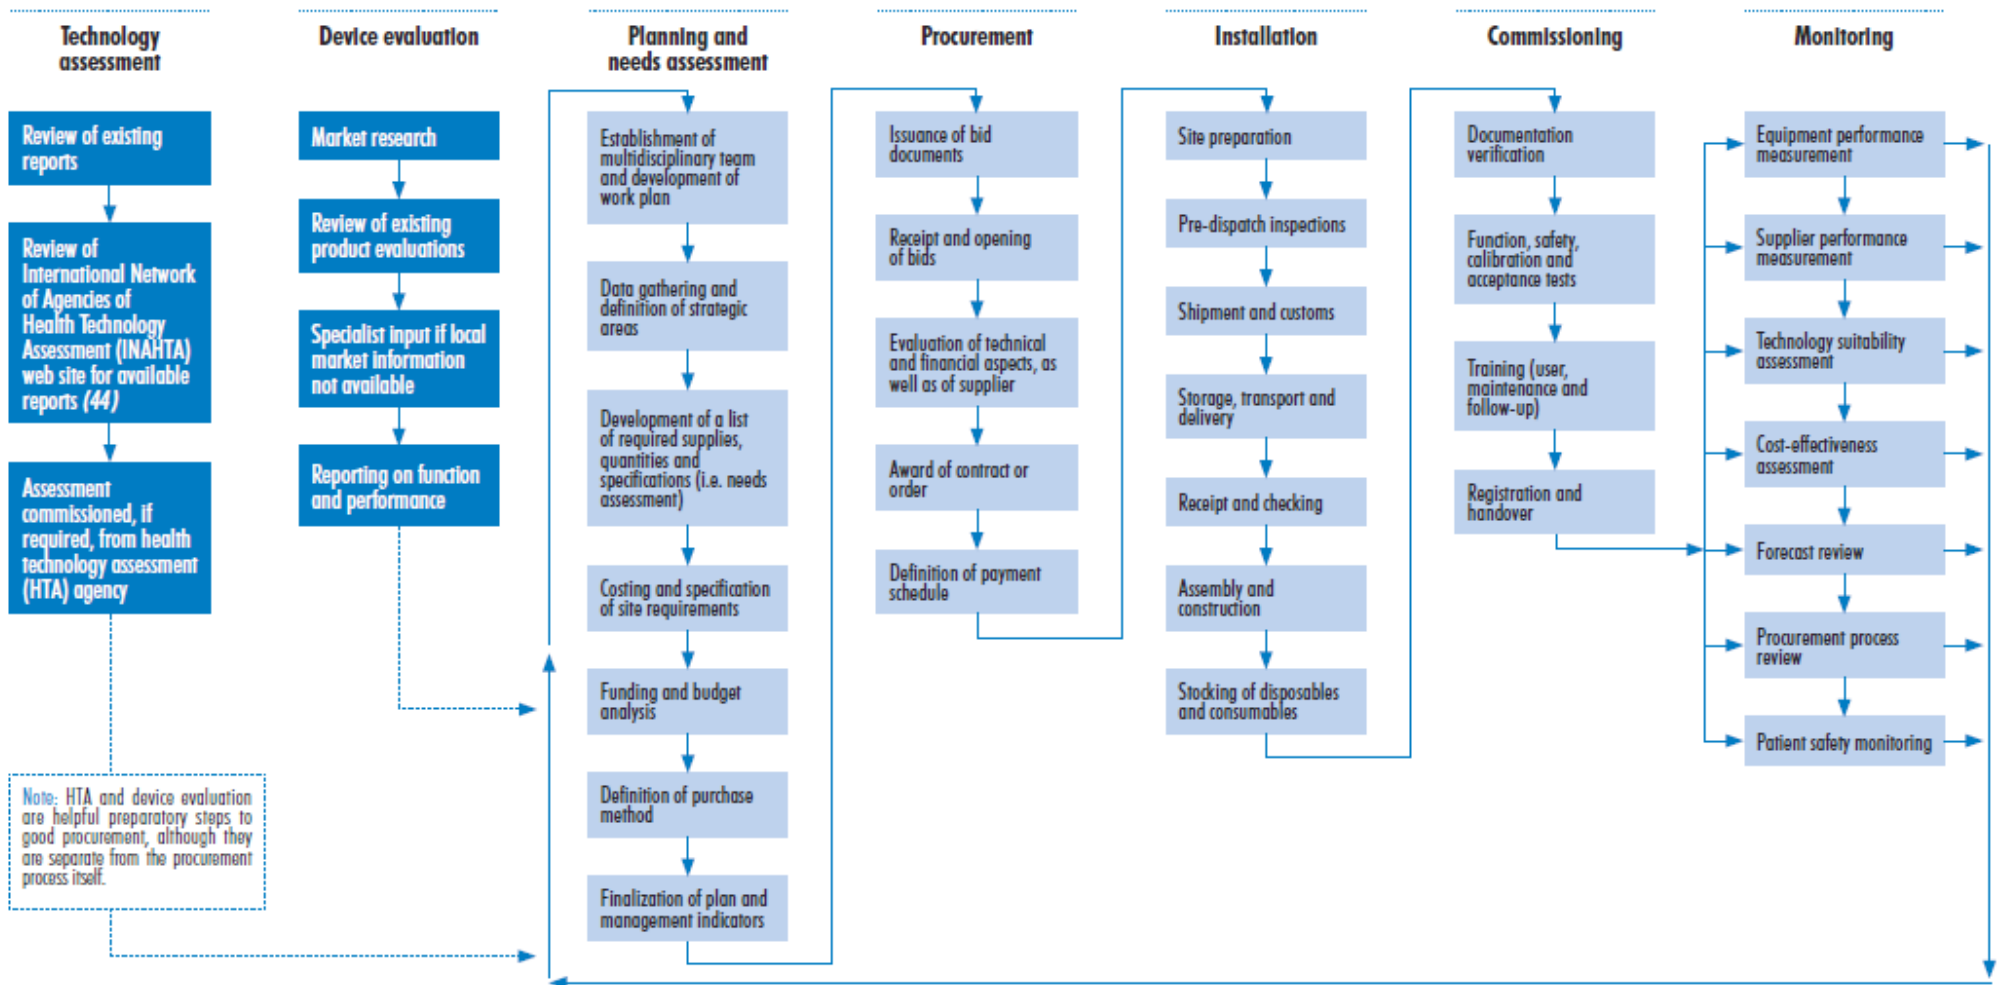 Technology
assessment
Review of existing
reports
Review of
International Network
of Agencies of
Health Technology
Assessment (INAHTA)
web site for available
reports (44)
Assessment
commissioned, if
required, from health
technology assessment
(HTA) agency
Note: HTA and device evaluation
are helpful preparatory steps to
good procurement, although they
are separate from the procurement
process itself.
Device evaluation
Market research
Review of existing
product evaluations
Specialist input if local
market information
not available
Reporting on function
and performance
Planning and
needs assessment
Establishment of
multidisciplinary team
and development of
work plan
Data gathering and
definition of strategic
areas
Development of a list
of required supplies,
quantities and
specifications (i.e. needs
assessment)
Costing and specification
of site requirements
Funding and budget
analysis
Definition of purchase
method
Finalization of plan and
management indicators
Procurement
Issuance of bid
documents
Receipt and opening
of bids
Evaluation of technical
and financial aspects, as
well as of supplier
Award of contract or
order
Definition of payment
schedule
Installation
Site preparation
Pre-dispatch inspections
Shipment and customs
Storage, transport and
delivery
Receipt and checking
Assembly and
construction
Stocking of disposables
and consumables
Commissioning
Documentation
verification
Function, safety,
calibration and
acceptance tests
Training (user,
maintenance and
follow-up)
Registration and
handover
Monitoring
Equipment performance
measurement
Supplier performance
measurement
Technology suitability
assessment
Cost-effectiveness
assessment
Forecast review
Procurement process
review
Patient safety monitoring